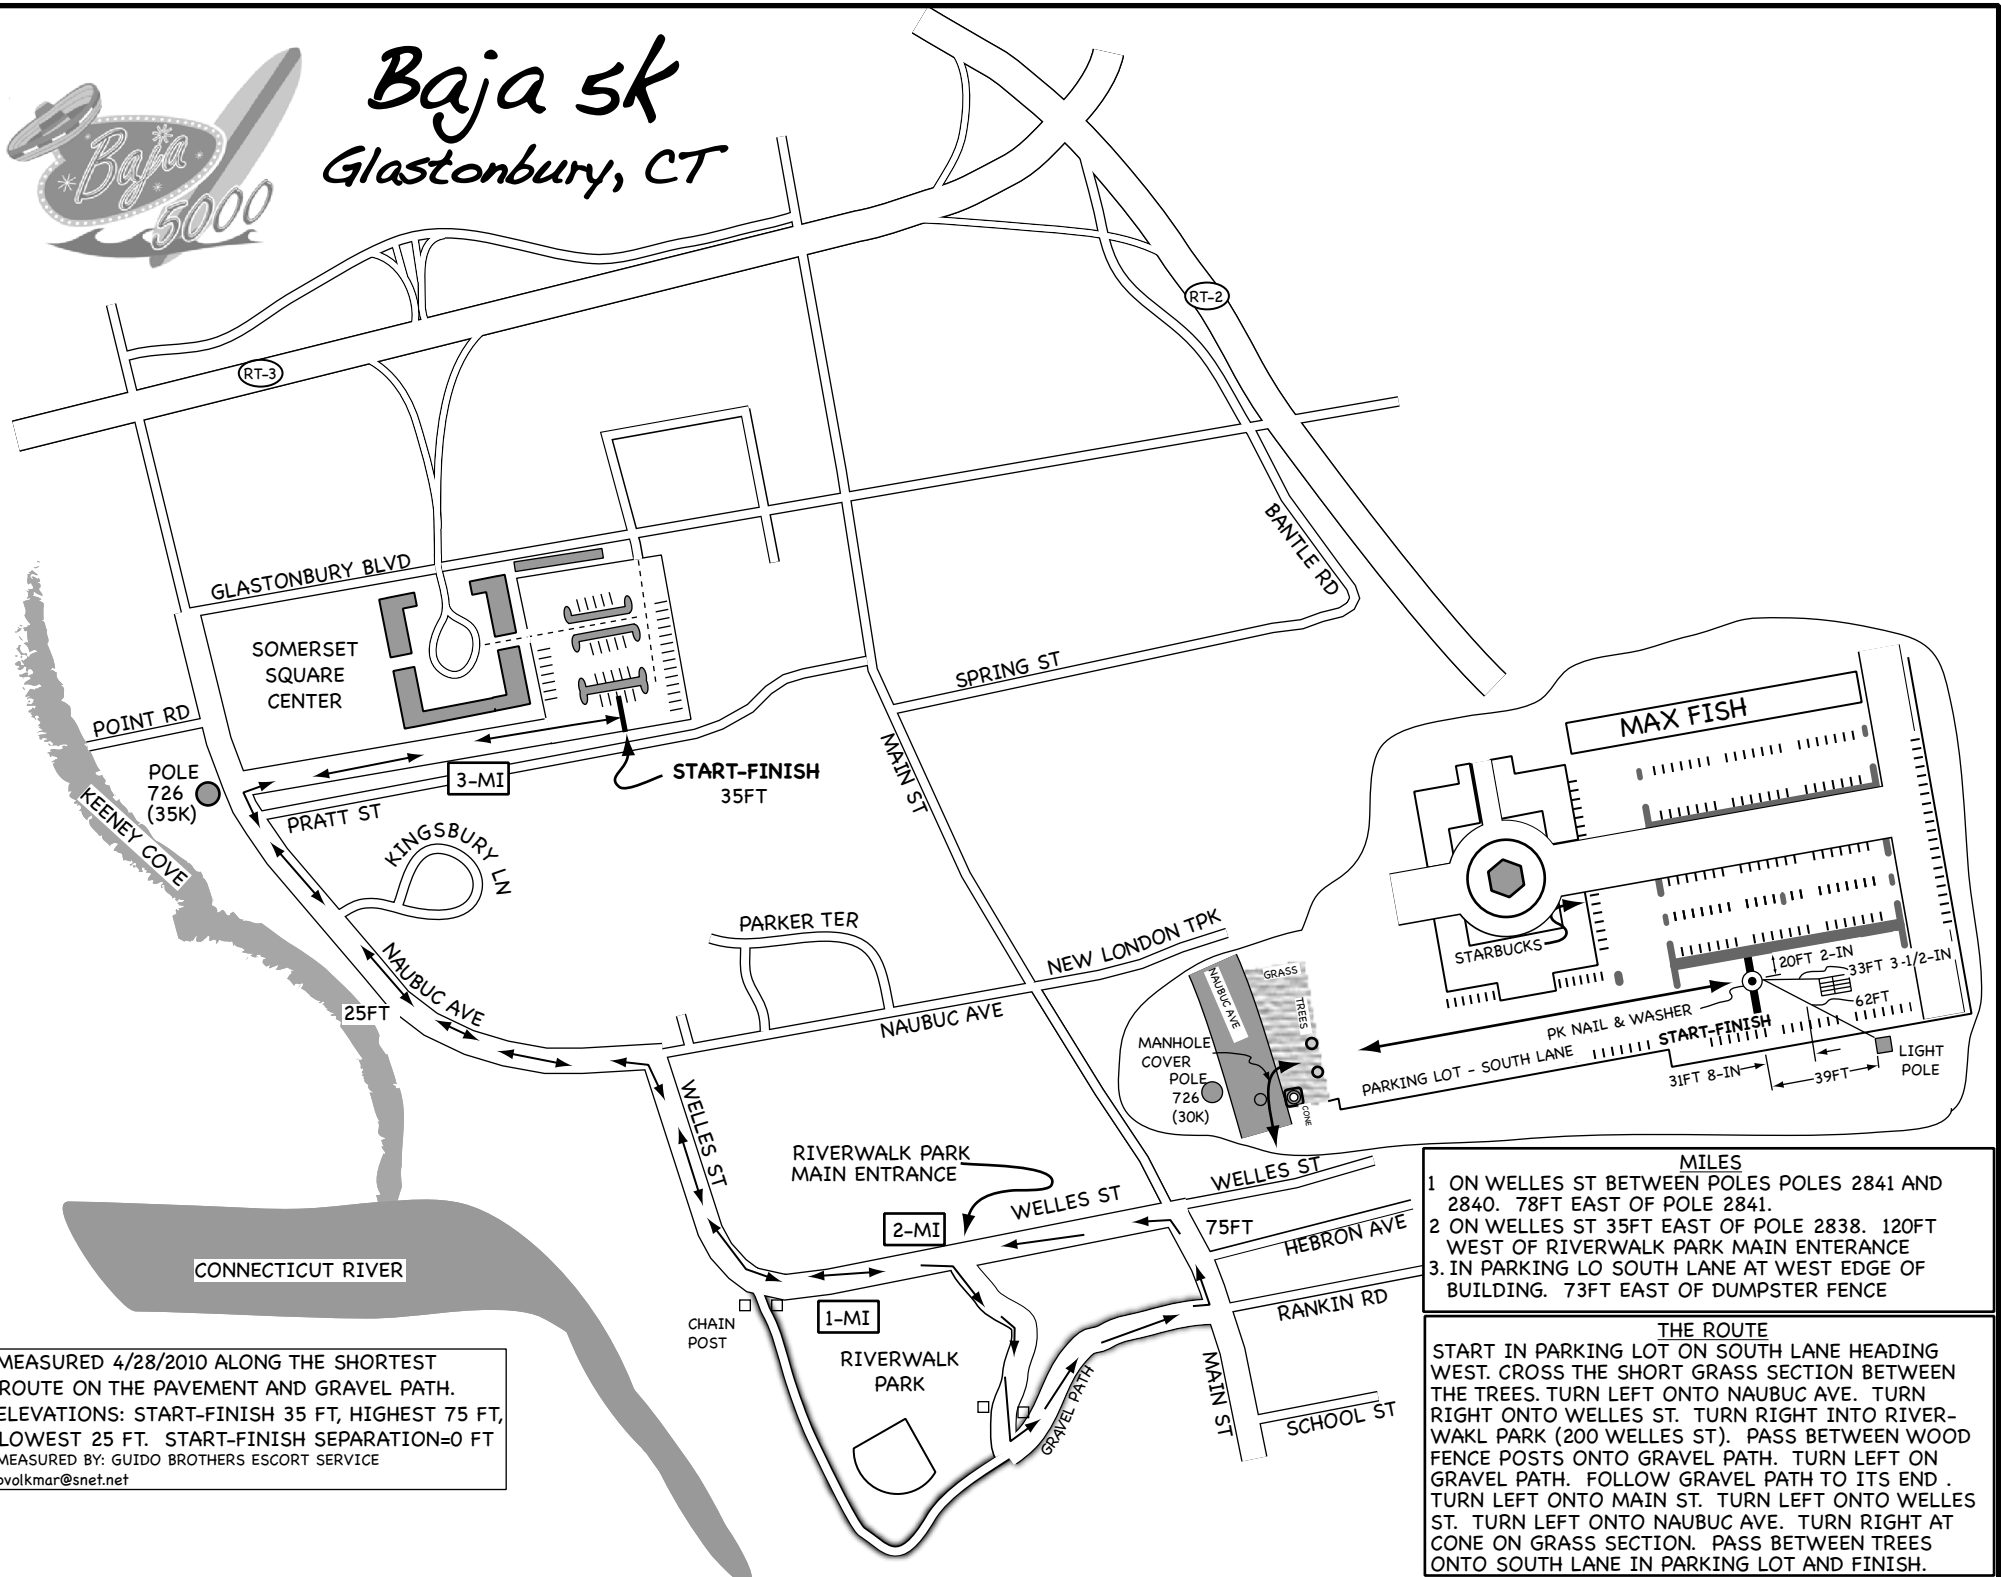 Baja 5k
Glastonbury, CT
Baja
5000
RT-3
RT-2
GLASTONBURY BLVD
BANTLE RD
SOMERSET
SQUARE
CENTER
SPRING ST
POINT RD
POLE
726
(35K)
KEENEY COVE
3-MI
START-FINISH
35FT
PRATT ST
KINGSBURY LN
MAIN ST
PARKER TER
NEW LONDON TPK
NAUBUC AVE
25FT
NAUBUC AVE
WELLES ST
RIVERWALK PARK
MAIN ENTRANCE
WELLES ST
WELLES ST
2-MI
75FT
HEBRON AVE
CONNECTICUT RIVER
1-MI
CHAIN
POST
RANKIN RD
RIVERWALK
PARK
GRAVEL PATH
MAIN ST
SCHOOL ST
MAX FISH
STARBUCKS
20FT 2-IN
33FT 3-1/2-IN
62FT
PK NAIL & WASHER
START-FINISH
PARKING LOT - SOUTH LANE
31FT 8-IN
39FT
LIGHT
POLE
NAUBUC AVE
GRASS
TREES
MANHOLE
COVER
POLE
726
(30K)
CONE
MILES
1 ON WELLES ST BETWEEN POLES POLES 2841 AND
2840. 78FT EAST OF POLE 2841.
2 ON WELLES ST 35FT EAST OF POLE 2838. 120FT
WEST OF RIVERWALK PARK MAIN ENTERANCE
3. IN PARKING LO SOUTH LANE AT WEST EDGE OF
BUILDING. 73FT EAST OF DUMPSTER FENCE
THE ROUTE
START IN PARKING LOT ON SOUTH LANE HEADING
WEST. CROSS THE SHORT GRASS SECTION BETWEEN
THE TREES. TURN LEFT ONTO NAUBUC AVE. TURN
RIGHT ONTO WELLES ST. TURN RIGHT INTO RIVER-
WAKL PARK (200 WELLES ST). PASS BETWEEN WOOD
FENCE POSTS ONTO GRAVEL PATH. TURN LEFT ON
GRAVEL PATH. FOLLOW GRAVEL PATH TO ITS END .
TURN LEFT ONTO MAIN ST. TURN LEFT ONTO WELLES
ST. TURN LEFT ONTO NAUBUC AVE. TURN RIGHT AT
CONE ON GRASS SECTION. PASS BETWEEN TREES
ONTO SOUTH LANE IN PARKING LOT AND FINISH.
MEASURED 4/28/2010 ALONG THE SHORTEST
ROUTE ON THE PAVEMENT AND GRAVEL PATH.
ELEVATIONS: START-FINISH 35 FT, HIGHEST 75 FT,
LOWEST 25 FT. START-FINISH SEPARATION=0 FT
MEASURED BY: GUIDO BROTHERS ESCORT SERVICE
ovolkmar@snet.net